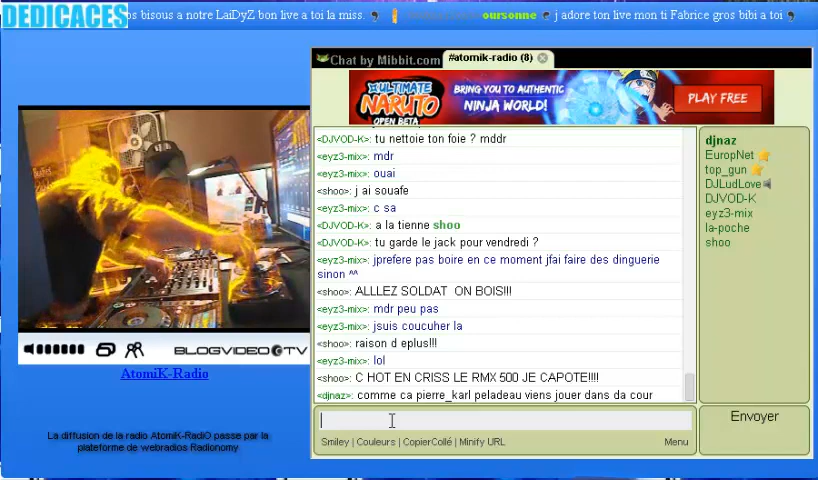 DEDICACES
os bisous a notre LaiDyZ bon live a toi la miss.
oursonne
j adore ton live mon ti Fabrice gros bibi a toi
Chat by Mibbit.com
#atomik-radio (8)
ULTIMATE
NARUTO
OPEN BETA
BRING YOU TO AUTHENTIC
NINJA WORLD!
PLAY FREE
<DJVOD-K>: tu nettoie ton foie ? mddr
<eyz3-mix>: mdr
<eyz3-mix>: ouai
<shoo>: j ai souafe
<eyz3-mix>: c sa
<DJVOD-K>: a la tienne shoo
<DJVOD-K>: tu garde le jack pour vendredi ?
<eyz3-mix>: jprefere pas boire en ce moment jfai faire des dinguerie
sinon ^^
<shoo>: ALLLEZ SOLDAT ON BOIS!!!
<eyz3-mix>: mdr peu pas
<eyz3-mix>: jsuis coucuher la
<shoo>: raison d eplus!!!
<eyz3-mix>: lol
<shoo>: C HOT EN CRISS LE RMX 500 JE CAPOTE!!!!
<djnaz>: comme ca pierre_karl peladeau viens jouer dans da cour
djnaz
EuropNet
top_gun
DJLudLove
DJVOD-K
eyz3-mix
la-poche
shoo
Envoyer
Smiley | Couleurs | CopierCollé | Minify URL
Menu
BLOGVIDEO TV
AtomiK-Radio
La diffusion de la radio AtomiK-RadiO passe par la
plateforme de webradios Radionomy